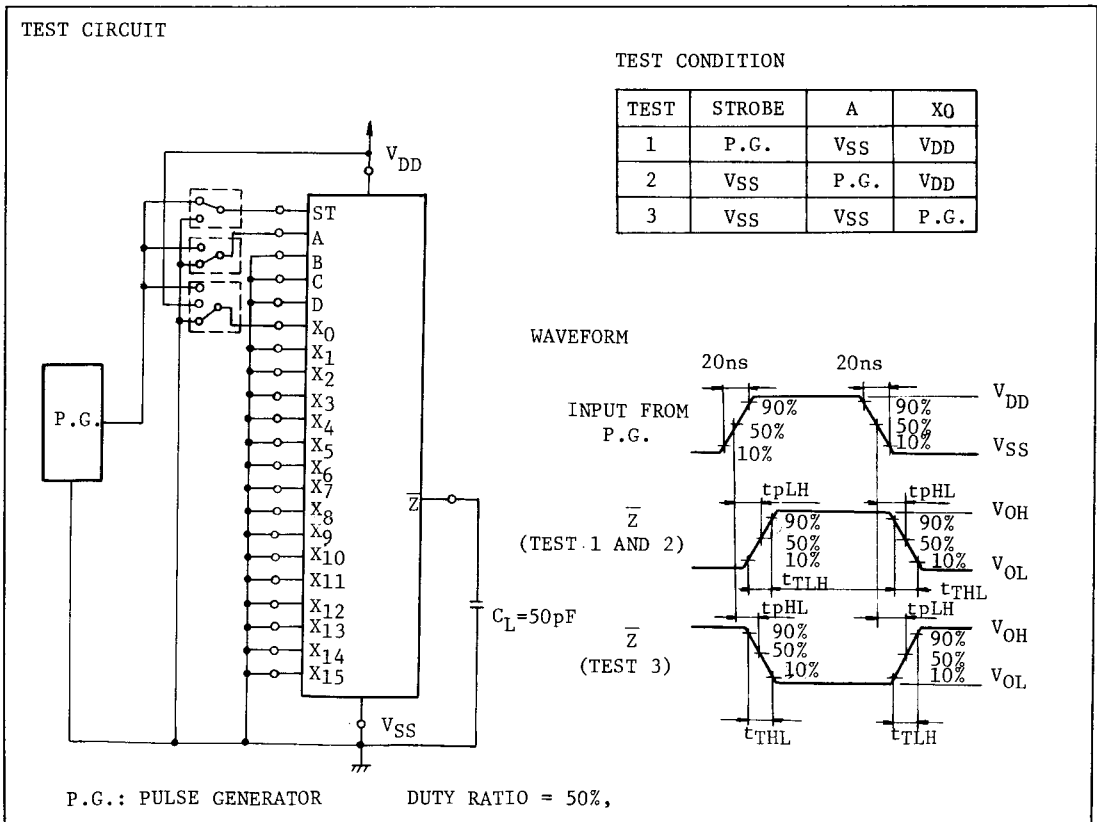 TEST CIRCUIT
TEST CONDITION
TEST STROBE A X0
1 P.G. VSS VDD
2 VSS P.G. VDD
3 VSS VSS P.G.
VDD
ST
A
B
C
D
X0
X1
X2
X3
X4
X5
X6
X7
X8
X9
X10
X11
X12
X13
X14
X15
P.G.
Z̅
CL=50pF
VSS
WAVEFORM
20ns 20ns
INPUT FROM
P.G.
90% 90% VDD
50% 50%
10% 10% VSS
tpLH tpHL
Z̅
(TEST 1 AND 2)
90% 90% VOH
50% 50%
10% 10% VOL
tTLH tTHL
tpHL tpLH
Z̅
(TEST 3)
90% 90% VOH
50% 50%
10% 10% VOL
tTHL tTLH
P.G.: PULSE GENERATOR DUTY RATIO = 50%,